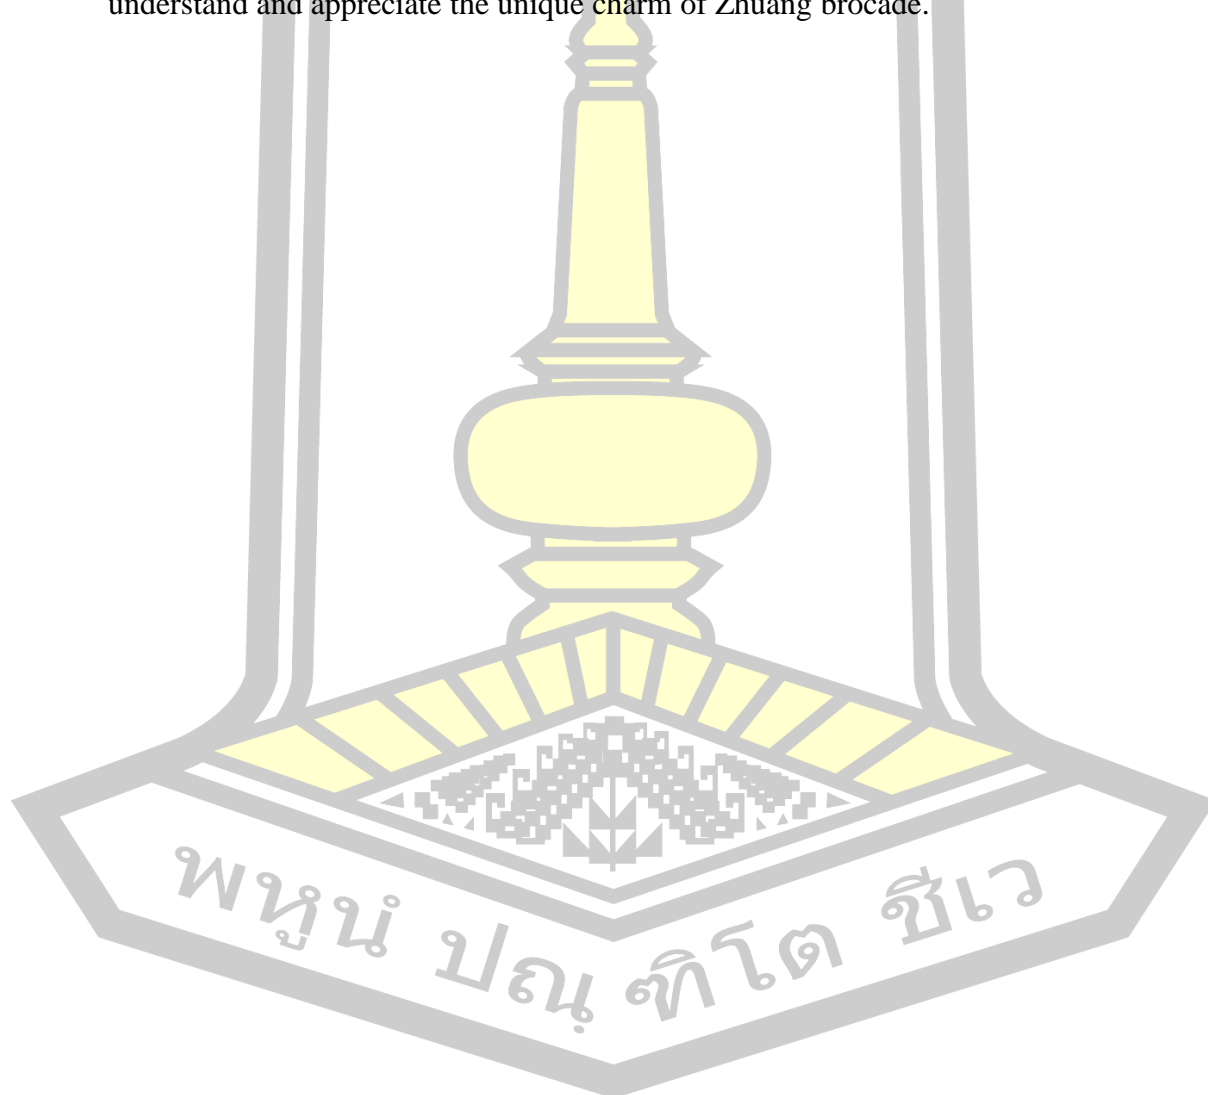 understand and appreciate the unique charm of Zhuang brocade.
พหูนํ ปณฺฑิโต ชีเว